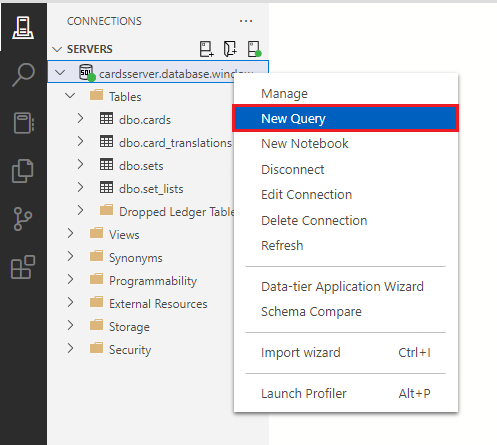 CONNECTIONS
SERVERS
SQL
cardsserver.database.window
Tables
dbo.cards
dbo.card_translations
dbo.sets
dbo.set_lists
Dropped Ledger Table
Views
Synonyms
Programmability
External Resources
Storage
Security
Manage
New Query
New Notebook
Disconnect
Edit Connection
Delete Connection
Refresh
Data-tier Application Wizard
Schema Compare
Import wizard Ctrl+I
Launch Profiler Alt+P